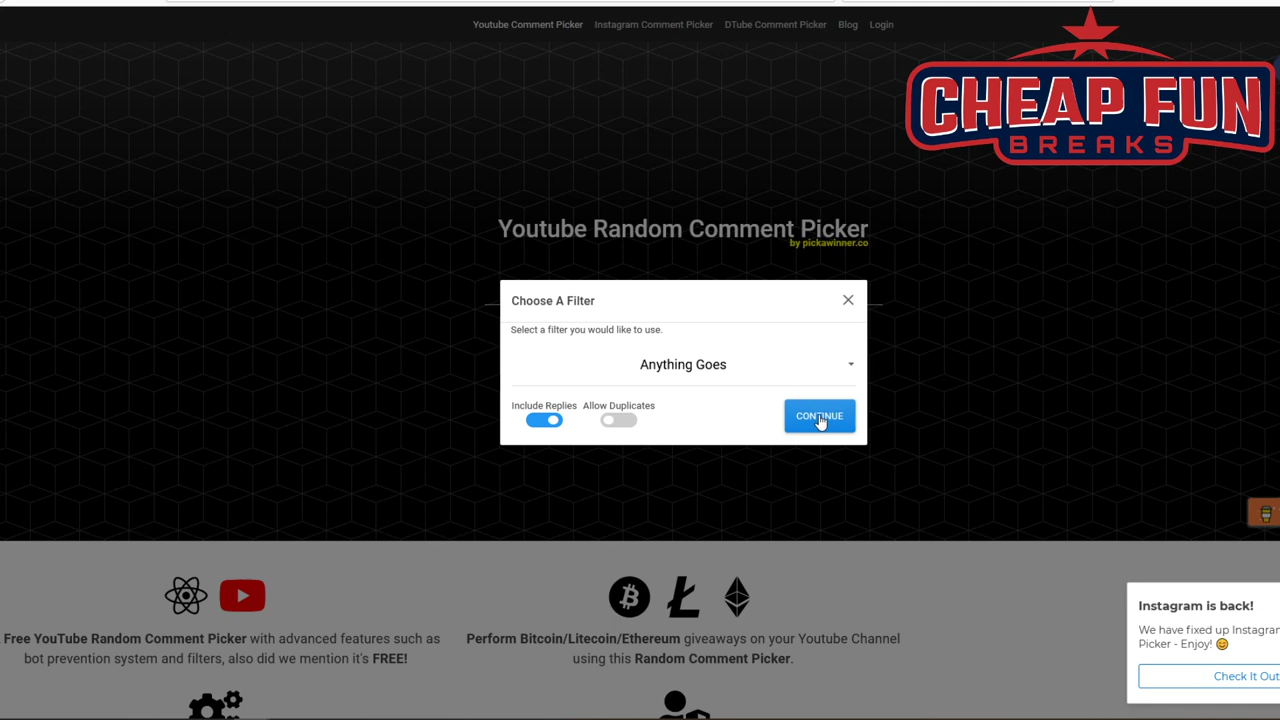 Youtube Comment Picker Instagram Comment Picker DTube Comment Picker Blog Login
CHEAP FUN
BREAKS
Youtube Random Comment Picker
by pickawinner.co
Choose A Filter
Select a filter you would like to use.
Anything Goes
Include Replies Allow Duplicates
CONTINUE
Free YouTube Random Comment Picker with advanced features such as
bot prevention system and filters, also did we mention it's FREE!
Perform Bitcoin/Litecoin/Ethereum giveaways on your Youtube Channel
using this Random Comment Picker.
Instagram is back!
We have fixed up Instagram
Picker - Enjoy! 😊
Check It Out